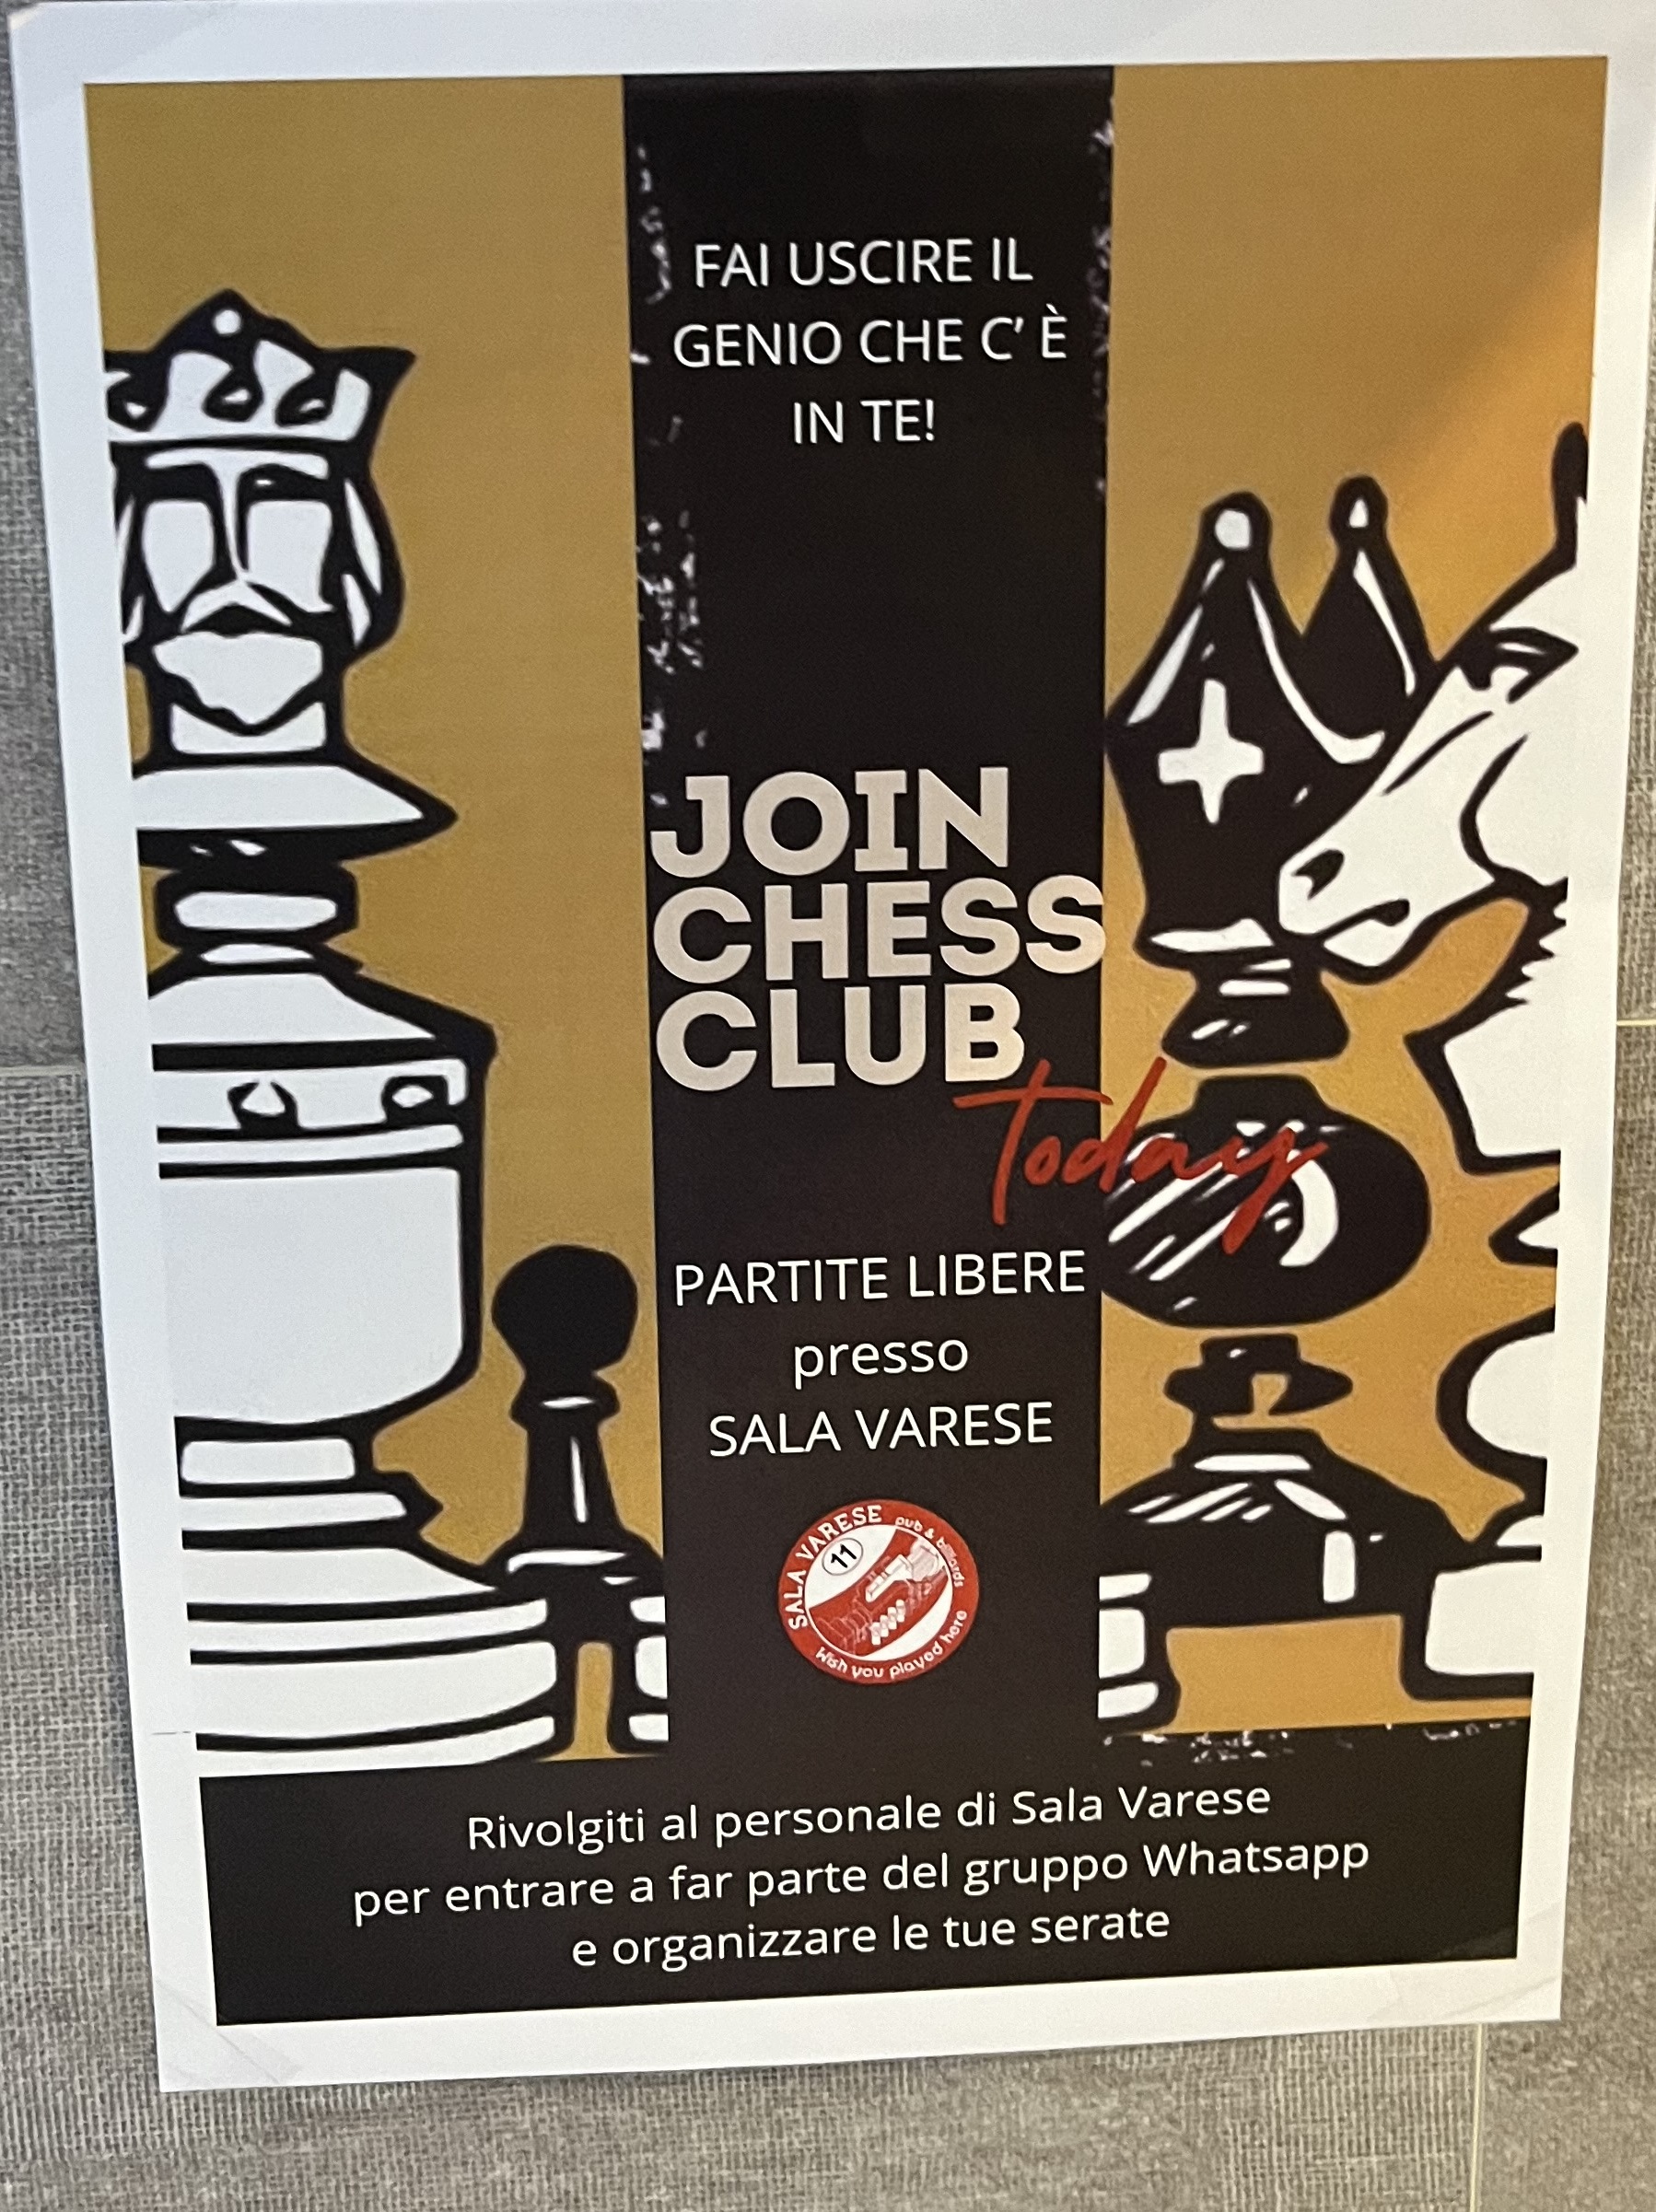 FAI USCIRE IL
GENIO CHE C’ È
IN TE!
JOIN
CHESS
CLUB
Today
PARTITE LIBERE
presso
SALA VARESE
SALA VARESE pub & billiards
11
Wish you played here
Rivolgiti al personale di Sala Varese
per entrare a far parte del gruppo Whatsapp
e organizzare le tue serate